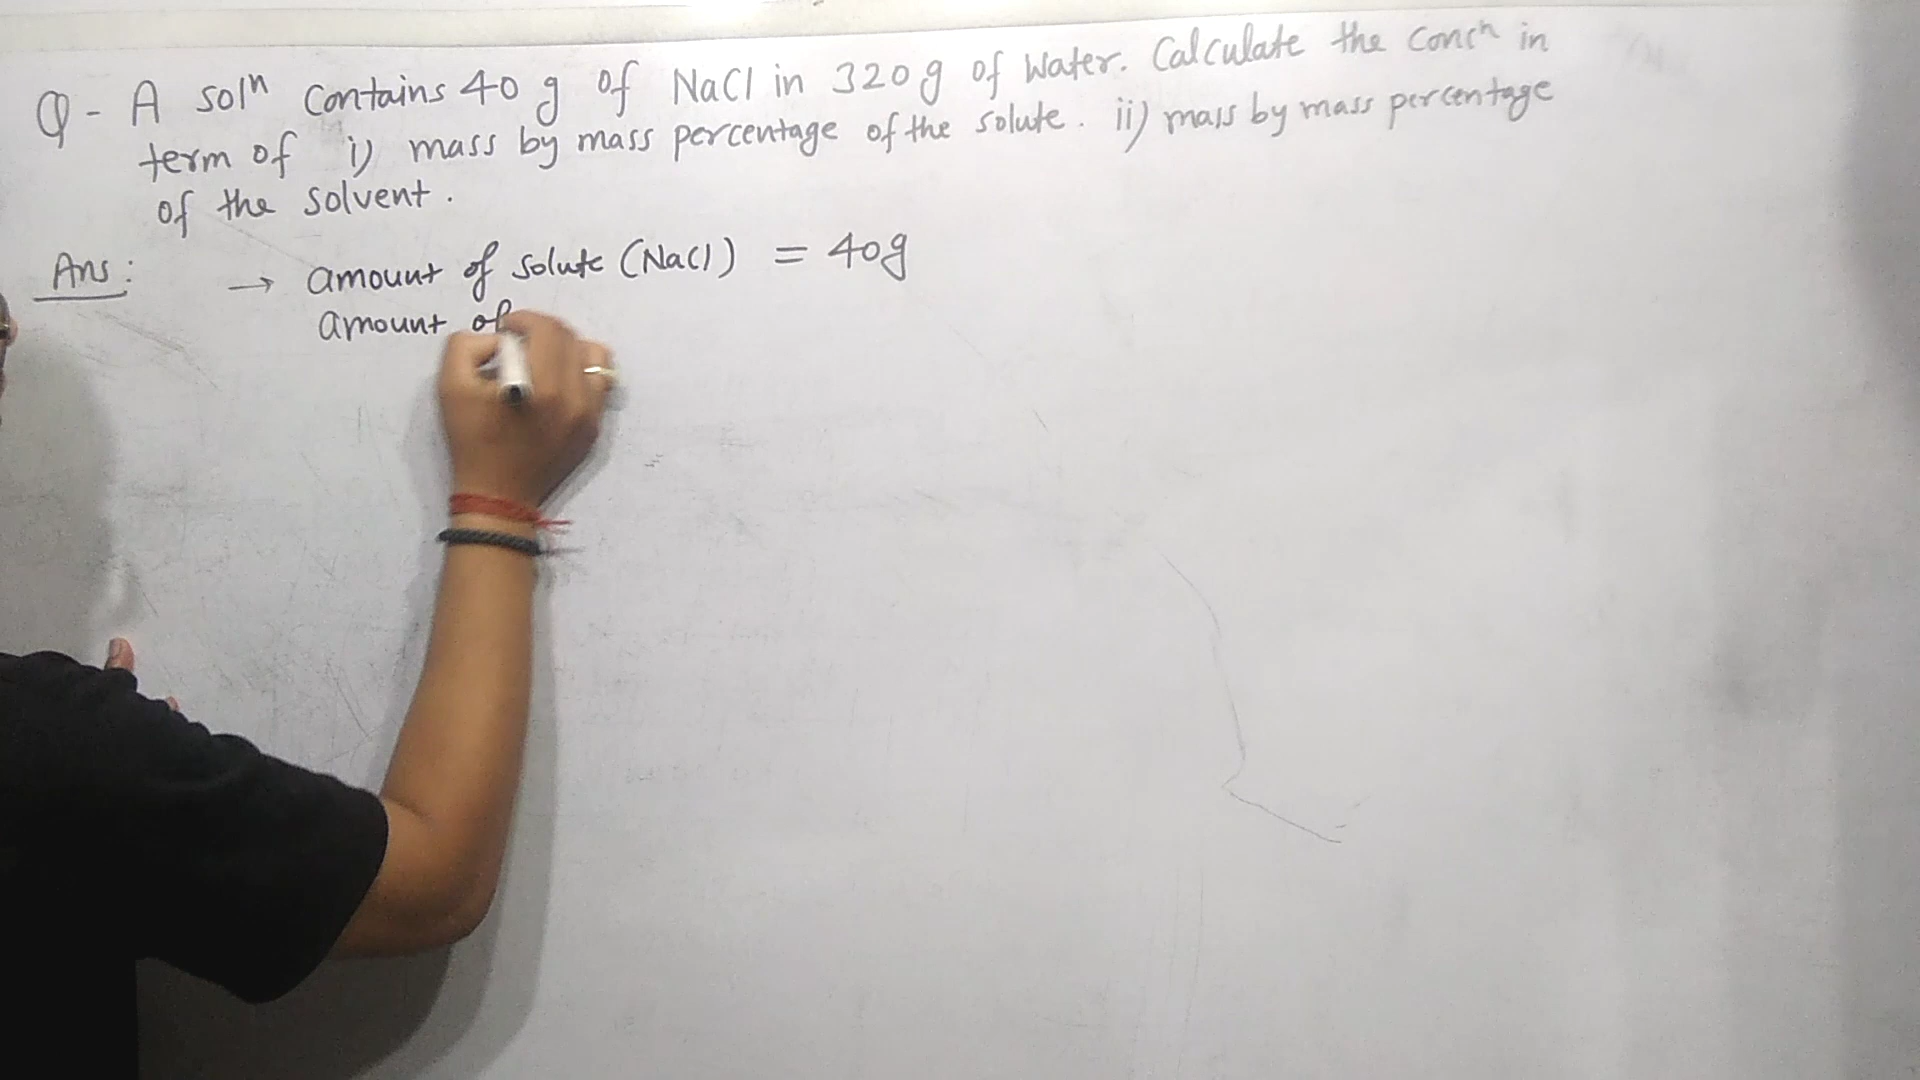 Q - A solⁿ contains 40 g of NaCl in 320g of Water. Calculate the concⁿ in
term of i) mass by mass percentage of the solute. ii) mass by mass percentage
of the solvent.
Ans: → amount of solute (NaCl) = 40g
amount of